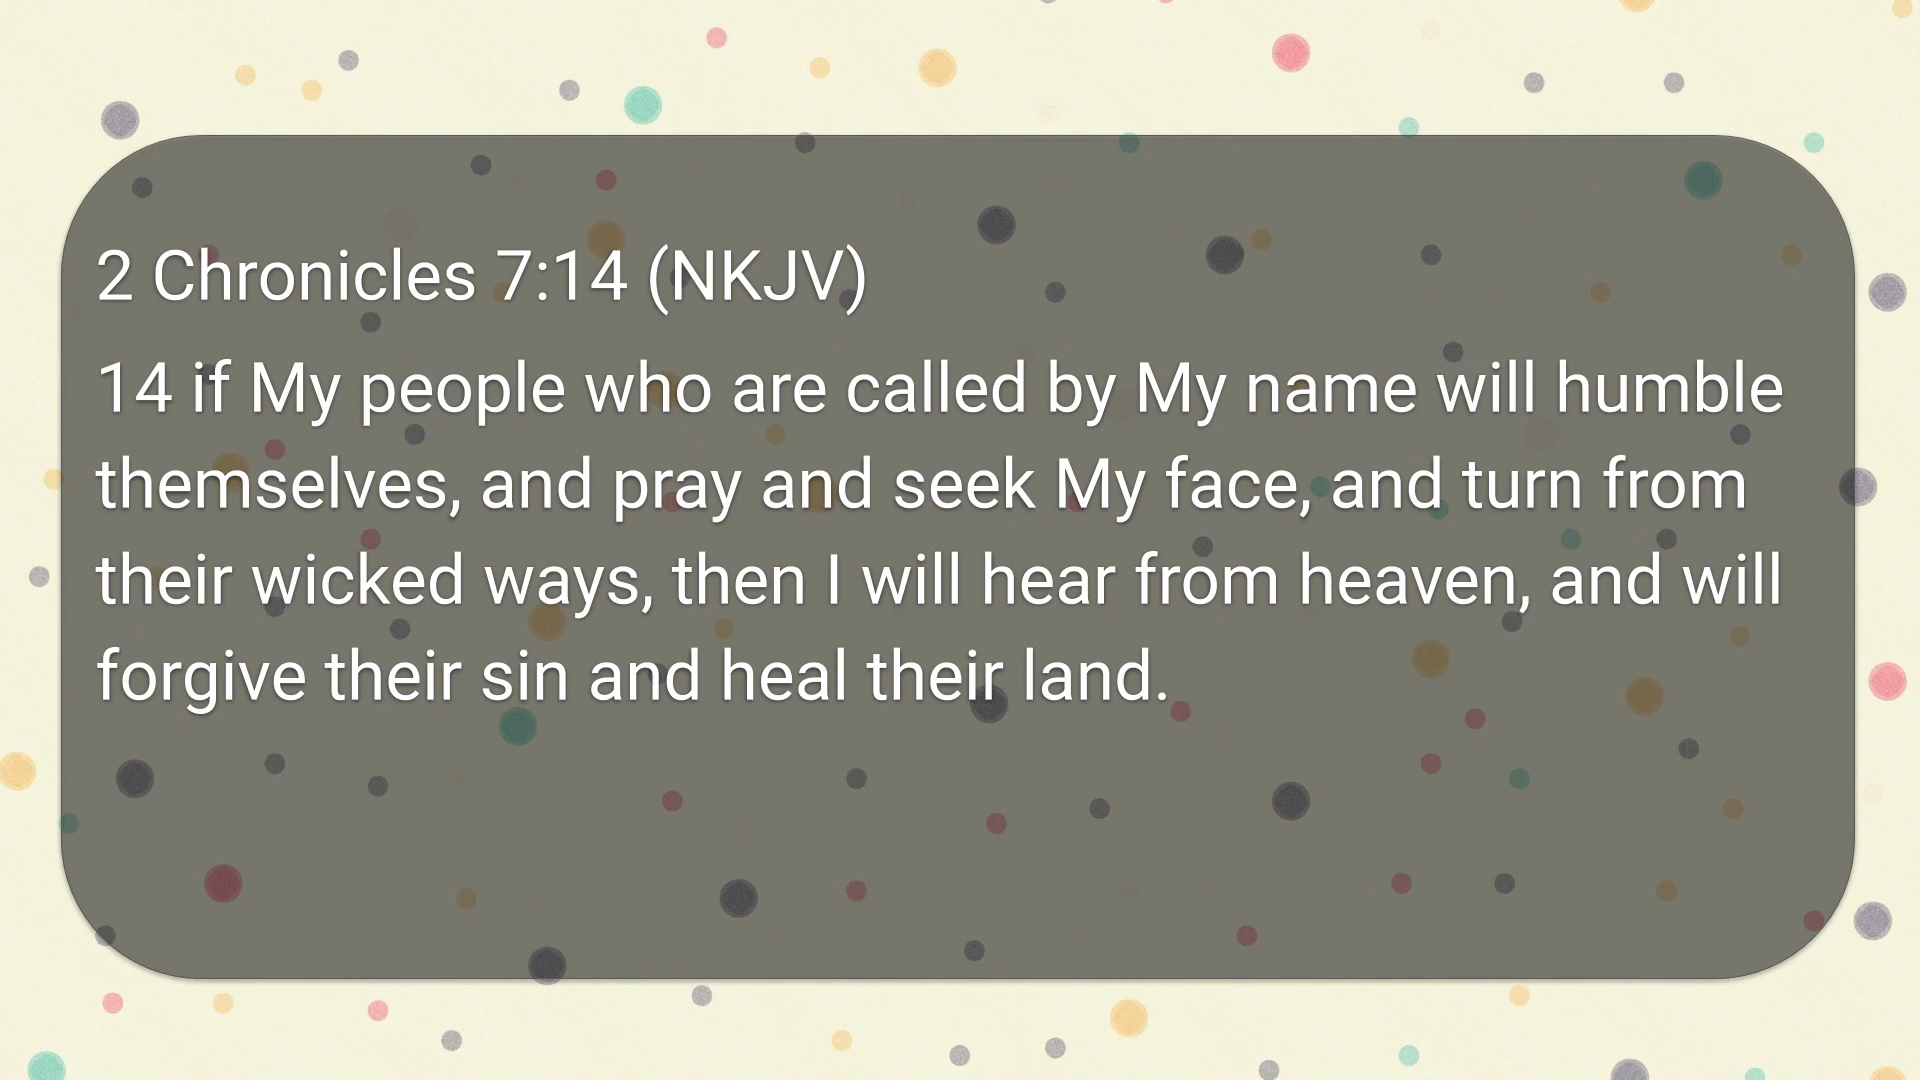 2 Chronicles 7:14 (NKJV)
14 if My people who are called by My name will humble
themselves, and pray and seek My face, and turn from
their wicked ways, then I will hear from heaven, and will
forgive their sin and heal their land.